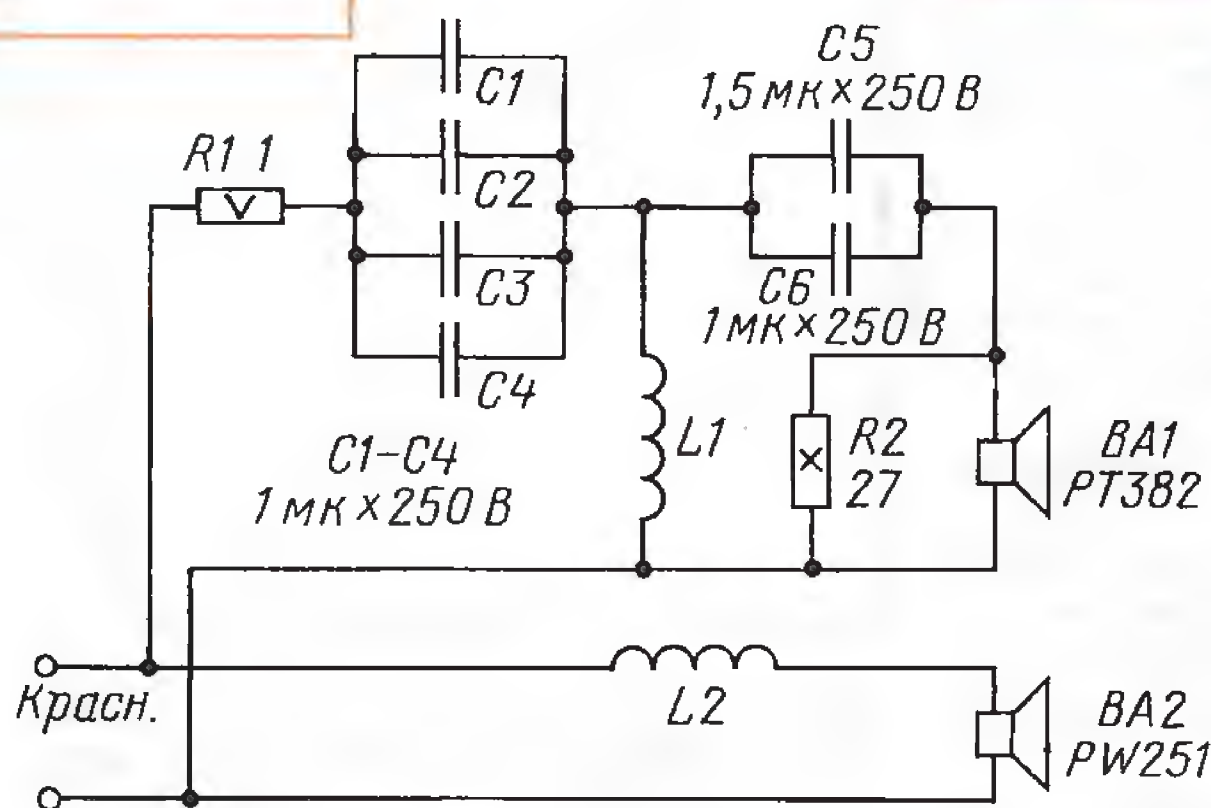 C1
C5
1,5 мк × 250 В
R1 1
C2
C3
C6
1 мк × 250 В
C4
C1–C4
1 мк × 250 В
L1
R2
27
BA1
PT382
Красн.
L2
BA2
PW251